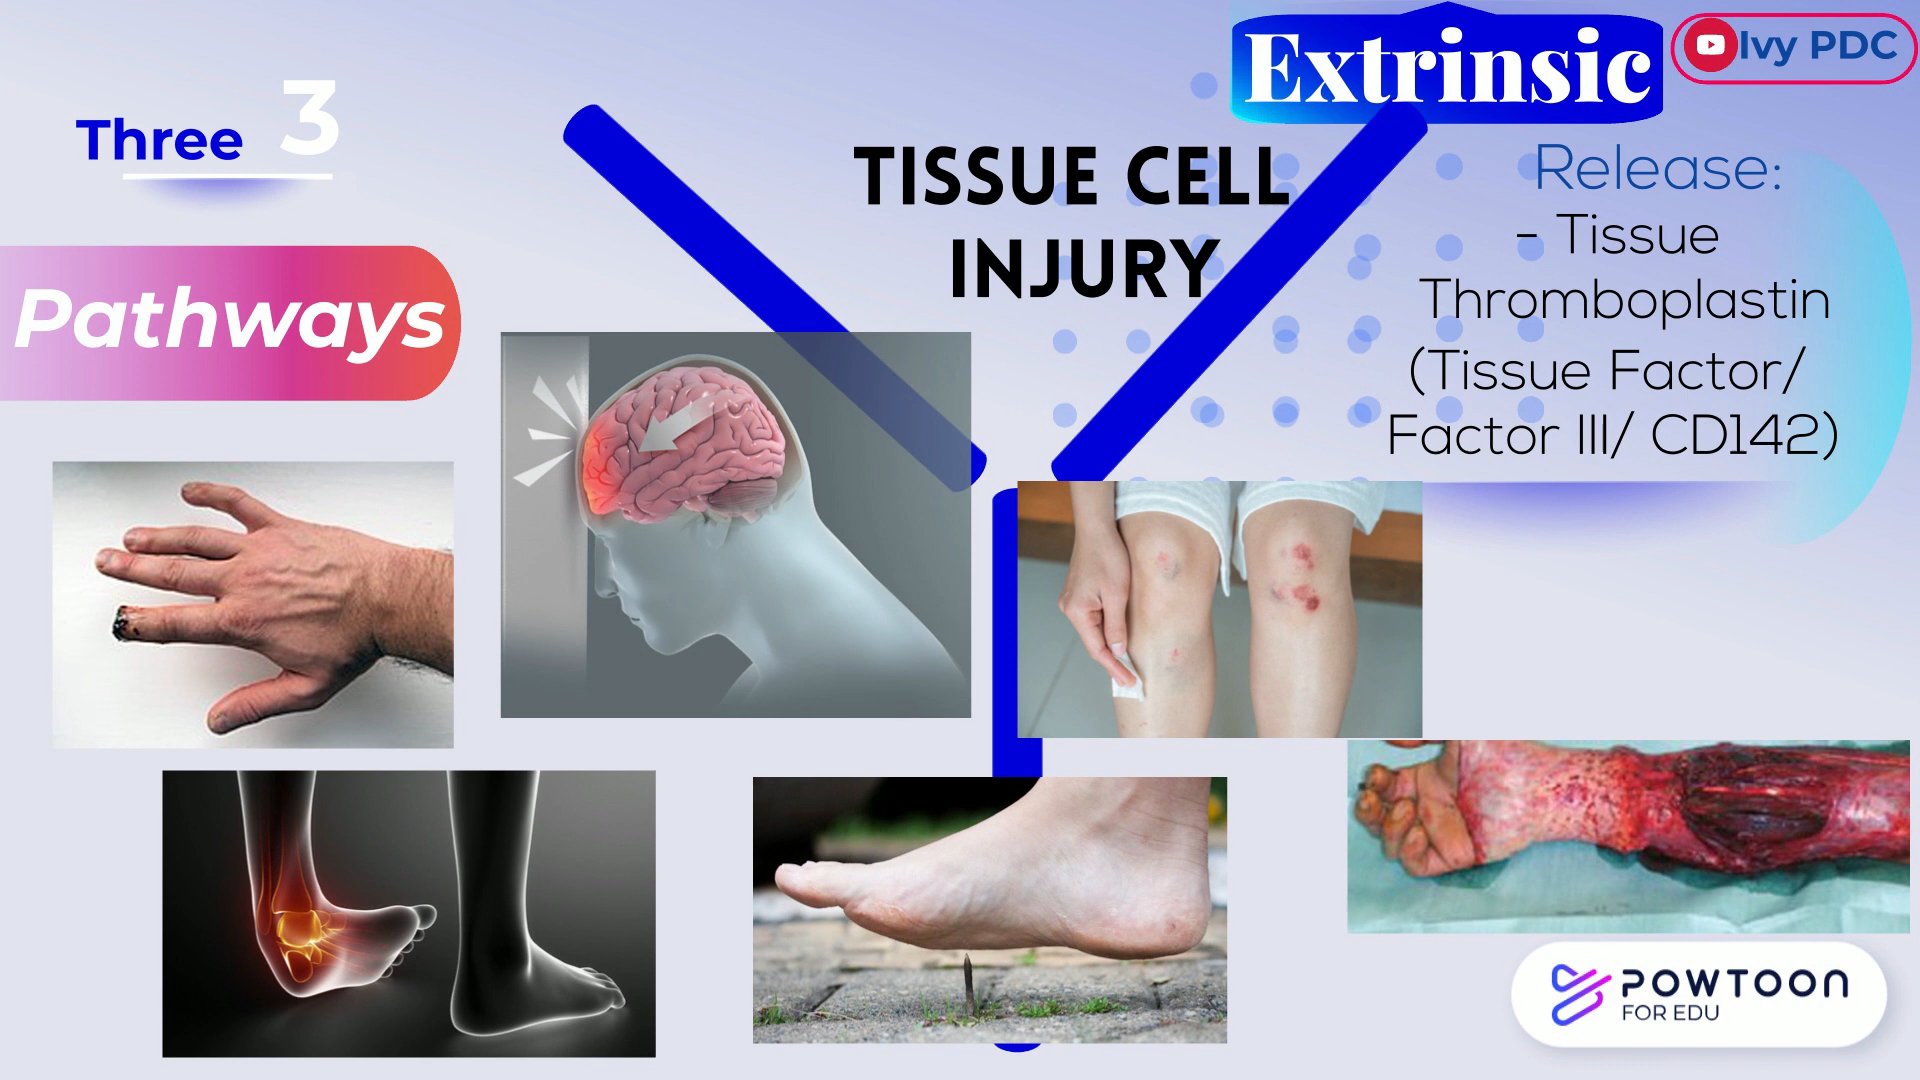 Three 3
Pathways
TISSUE CELL
INJURY
Extrinsic
Ivy PDC
Release:
- Tissue
Thromboplastin
(Tissue Factor/
Factor III/ CD142)
POWTOON
FOR EDU